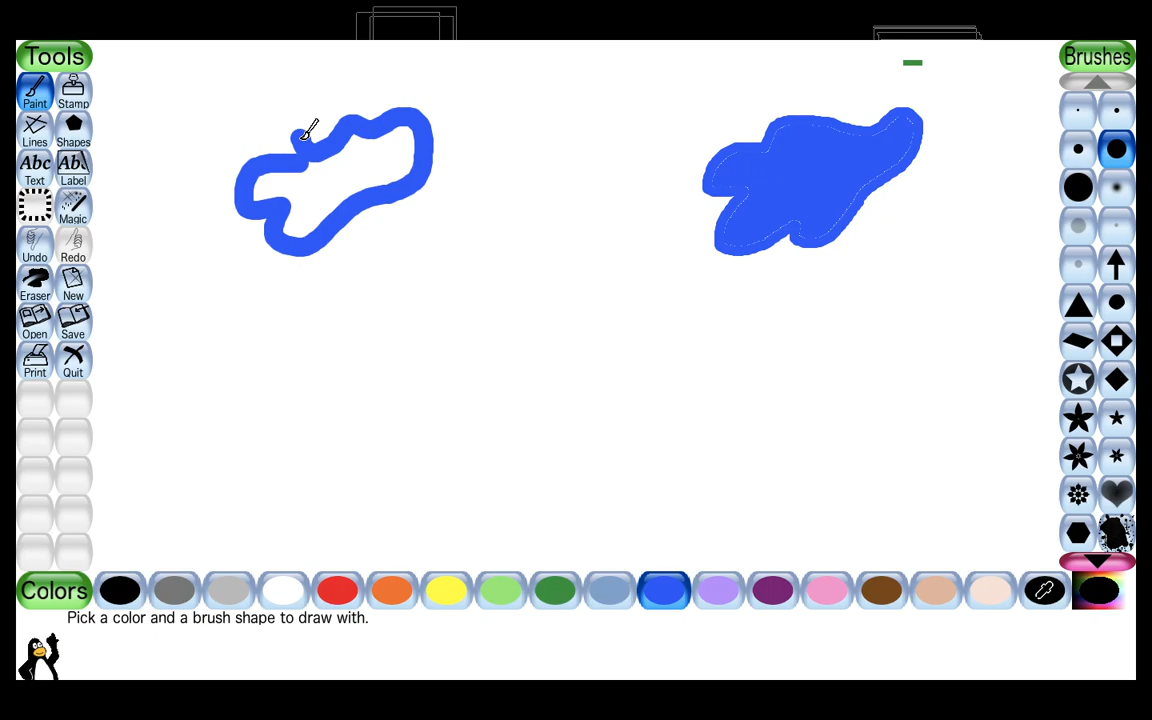 Tools
Brushes
Paint
Stamp
Lines
Shapes
Abc
Abc
Text
Label
Magic
Undo
Redo
Eraser
New
Open
Save
Print
Quit
Colors
Pick a color and a brush shape to draw with.